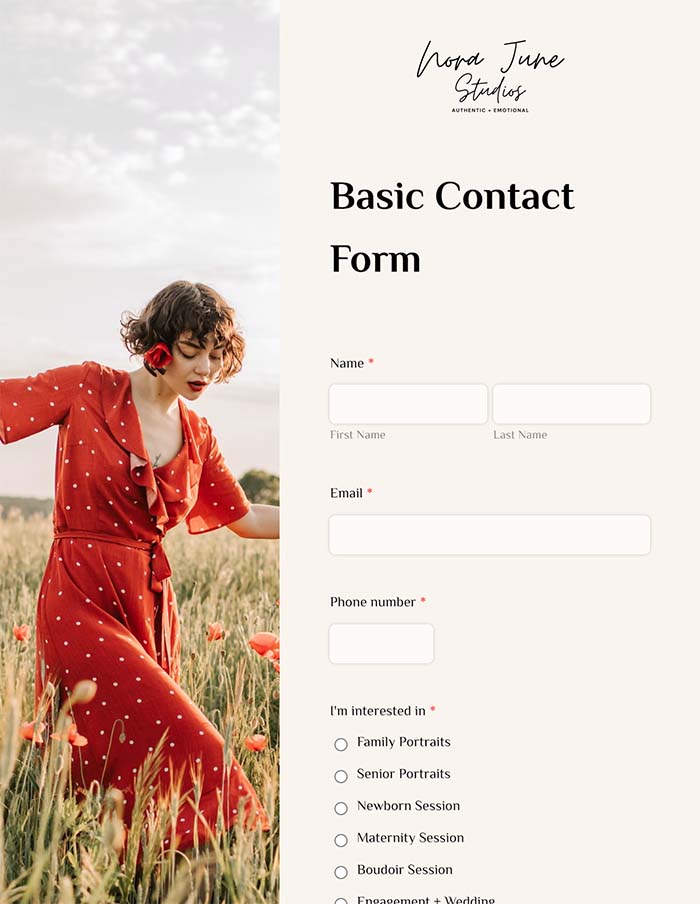 Nora June
Studios
AUTHENTIC + EMOTIONAL
Basic Contact
Form
Name *
First Name
Last Name
Email *
Phone number *
I'm interested in *
Family Portraits
Senior Portraits
Newborn Session
Maternity Session
Boudoir Session
Engagement + Wedding